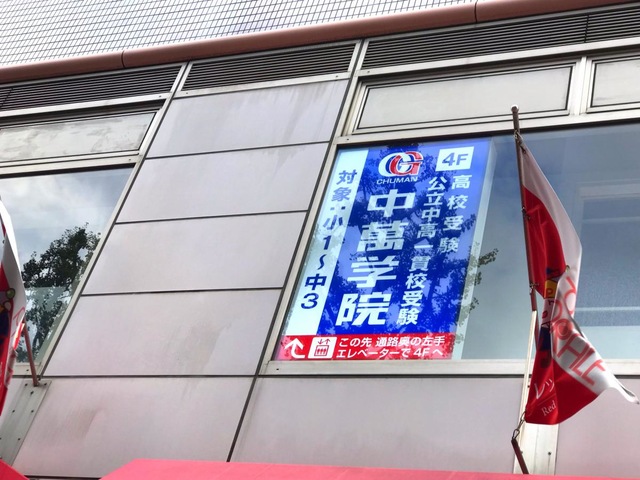 4F
高校受験
公立中高一貫校受験
CHUMAN
中萬学院
対象:小1〜中3
この先 通路奥の左手
エレベーターで4Fへ
Red